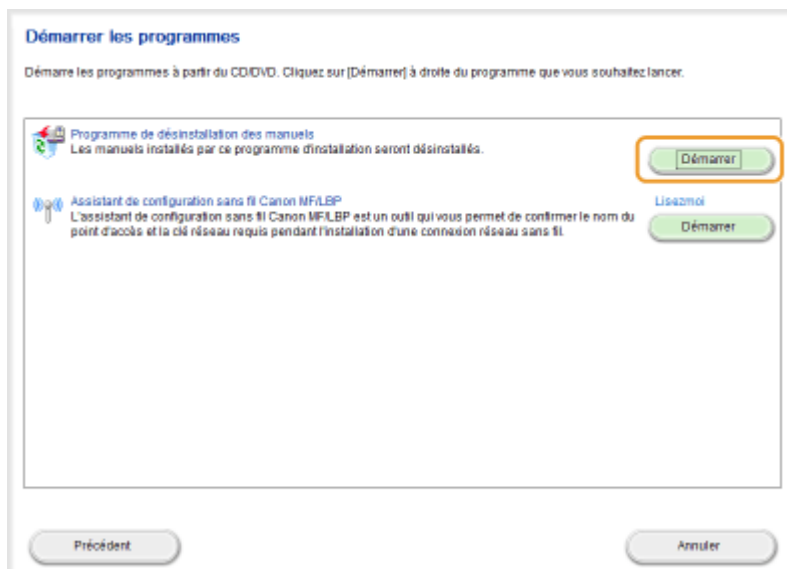 Démarrer les programmes
Démarre les programmes à partir du CD/DVD. Cliquez sur [Démarrer] à droite du programme que vous souhaitez lancer.
Programme de désinstallation des manuels
Les manuels installés par ce programme d'installation seront désinstallés.
Démarrer
Assistant de configuration sans fil Canon MF/LBP
Lisezmoi
L'assistant de configuration sans fil Canon MF/LBP est un outil qui vous permet de confirmer le nom du
point d'accès et la clé réseau requis pendant l'installation d'une connexion réseau sans fil.
Démarrer
Précédent
Annuler